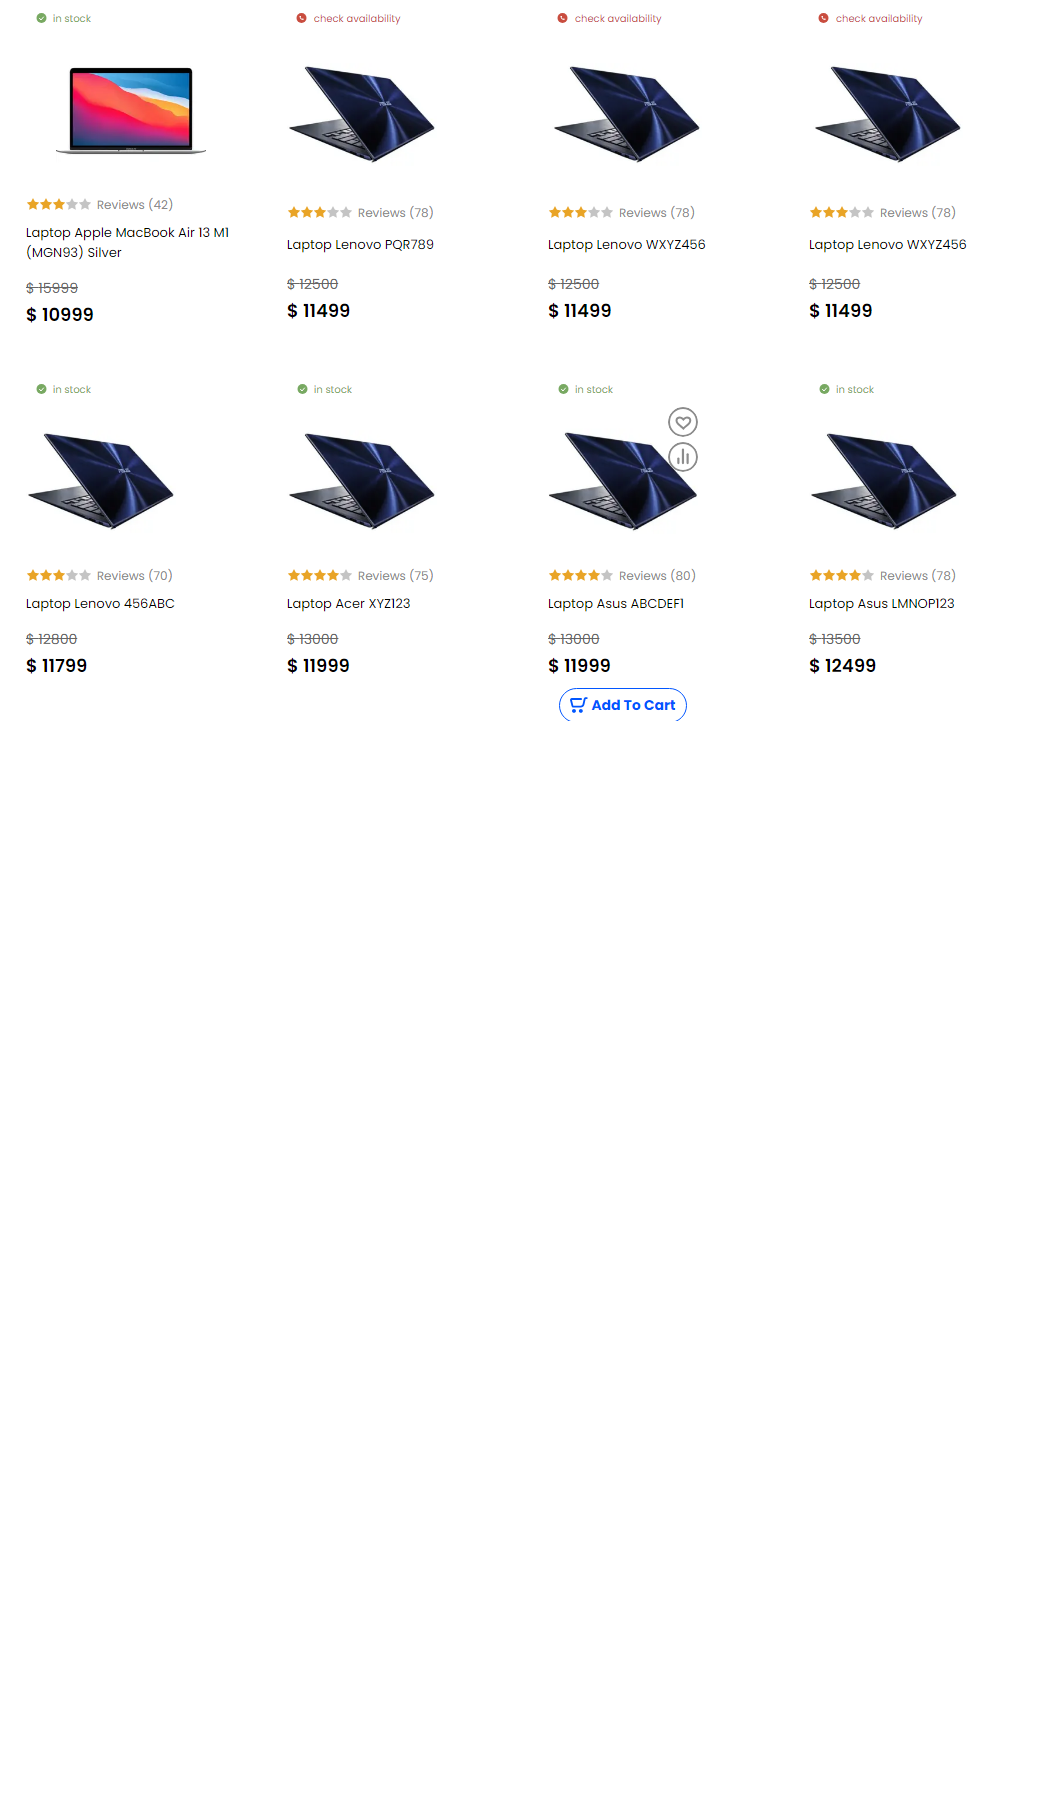 in stock
check availability
check availability
check availability
Reviews (42)
Reviews (78)
Reviews (78)
Reviews (78)
Laptop Apple MacBook Air 13 M1
(MGN93) Silver
Laptop Lenovo PQR789
Laptop Lenovo WXYZ456
Laptop Lenovo WXYZ456
$ 15999
$ 12500
$ 12500
$ 12500
$ 10999
$ 11499
$ 11499
$ 11499
in stock
in stock
in stock
in stock
Reviews (70)
Reviews (75)
Reviews (80)
Reviews (78)
Laptop Lenovo 456ABC
Laptop Acer XYZ123
Laptop Asus ABCDEF1
Laptop Asus LMNOP123
$ 12800
$ 13000
$ 13000
$ 13500
$ 11799
$ 11999
$ 11999
$ 12499
Add To Cart